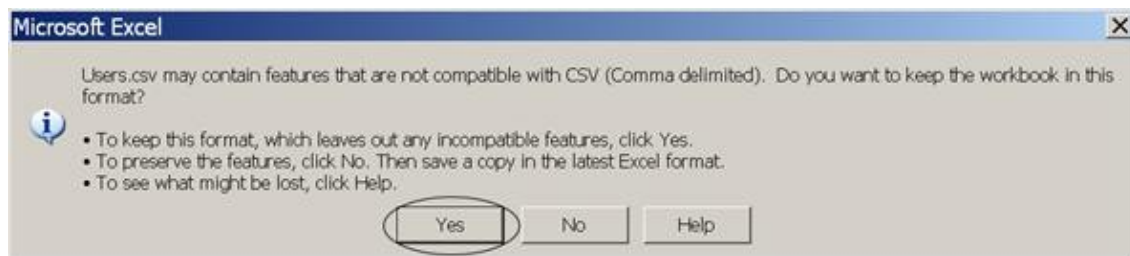 Microsoft Excel
Users.csv may contain features that are not compatible with CSV (Comma delimited).  Do you want to keep the workbook in this
format?
• To keep this format, which leaves out any incompatible features, click Yes.
• To preserve the features, click No. Then save a copy in the latest Excel format.
• To see what might be lost, click Help.
Yes No Help